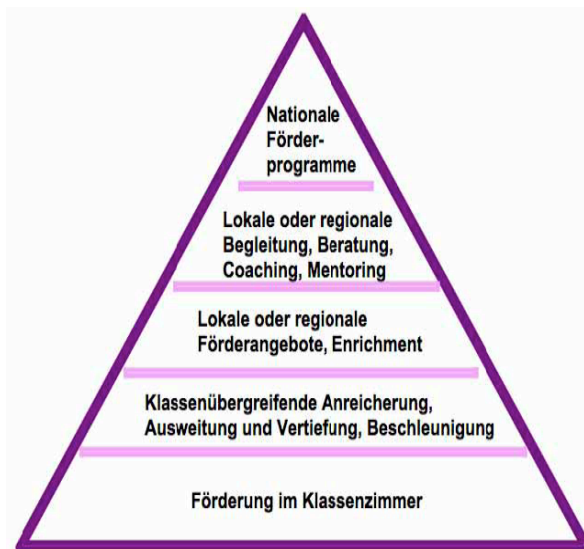 Nationale
Förder-
programme
Lokale oder regionale
Begleitung, Beratung,
Coaching, Mentoring
Lokale oder regionale
Förderangebote, Enrichment
Klassenübergreifende Anreicherung,
Ausweitung und Vertiefung, Beschleunigung
Förderung im Klassenzimmer